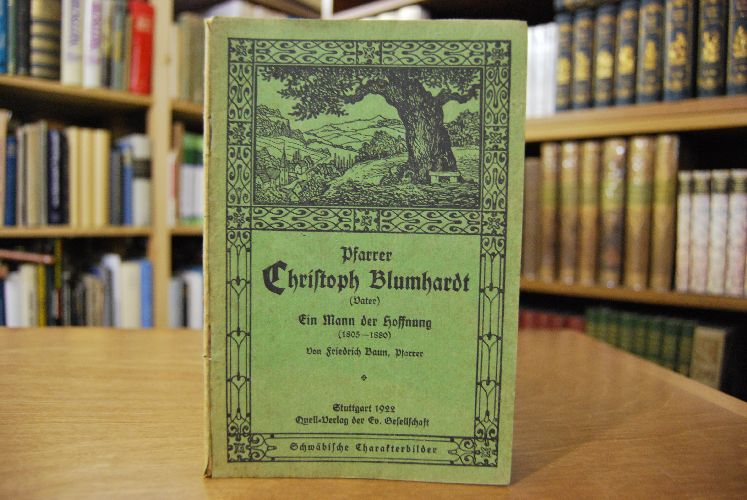 Pfarrer
Christoph Blumhardt
(Vater)
Ein Mann der Hoffnung
(1805—1880)
Von Friedrich Baun, Pfarrer
Stuttgart 1922
Quell-Verlag der Ev. Gesellschaft
Schwäbische Charakterbilder